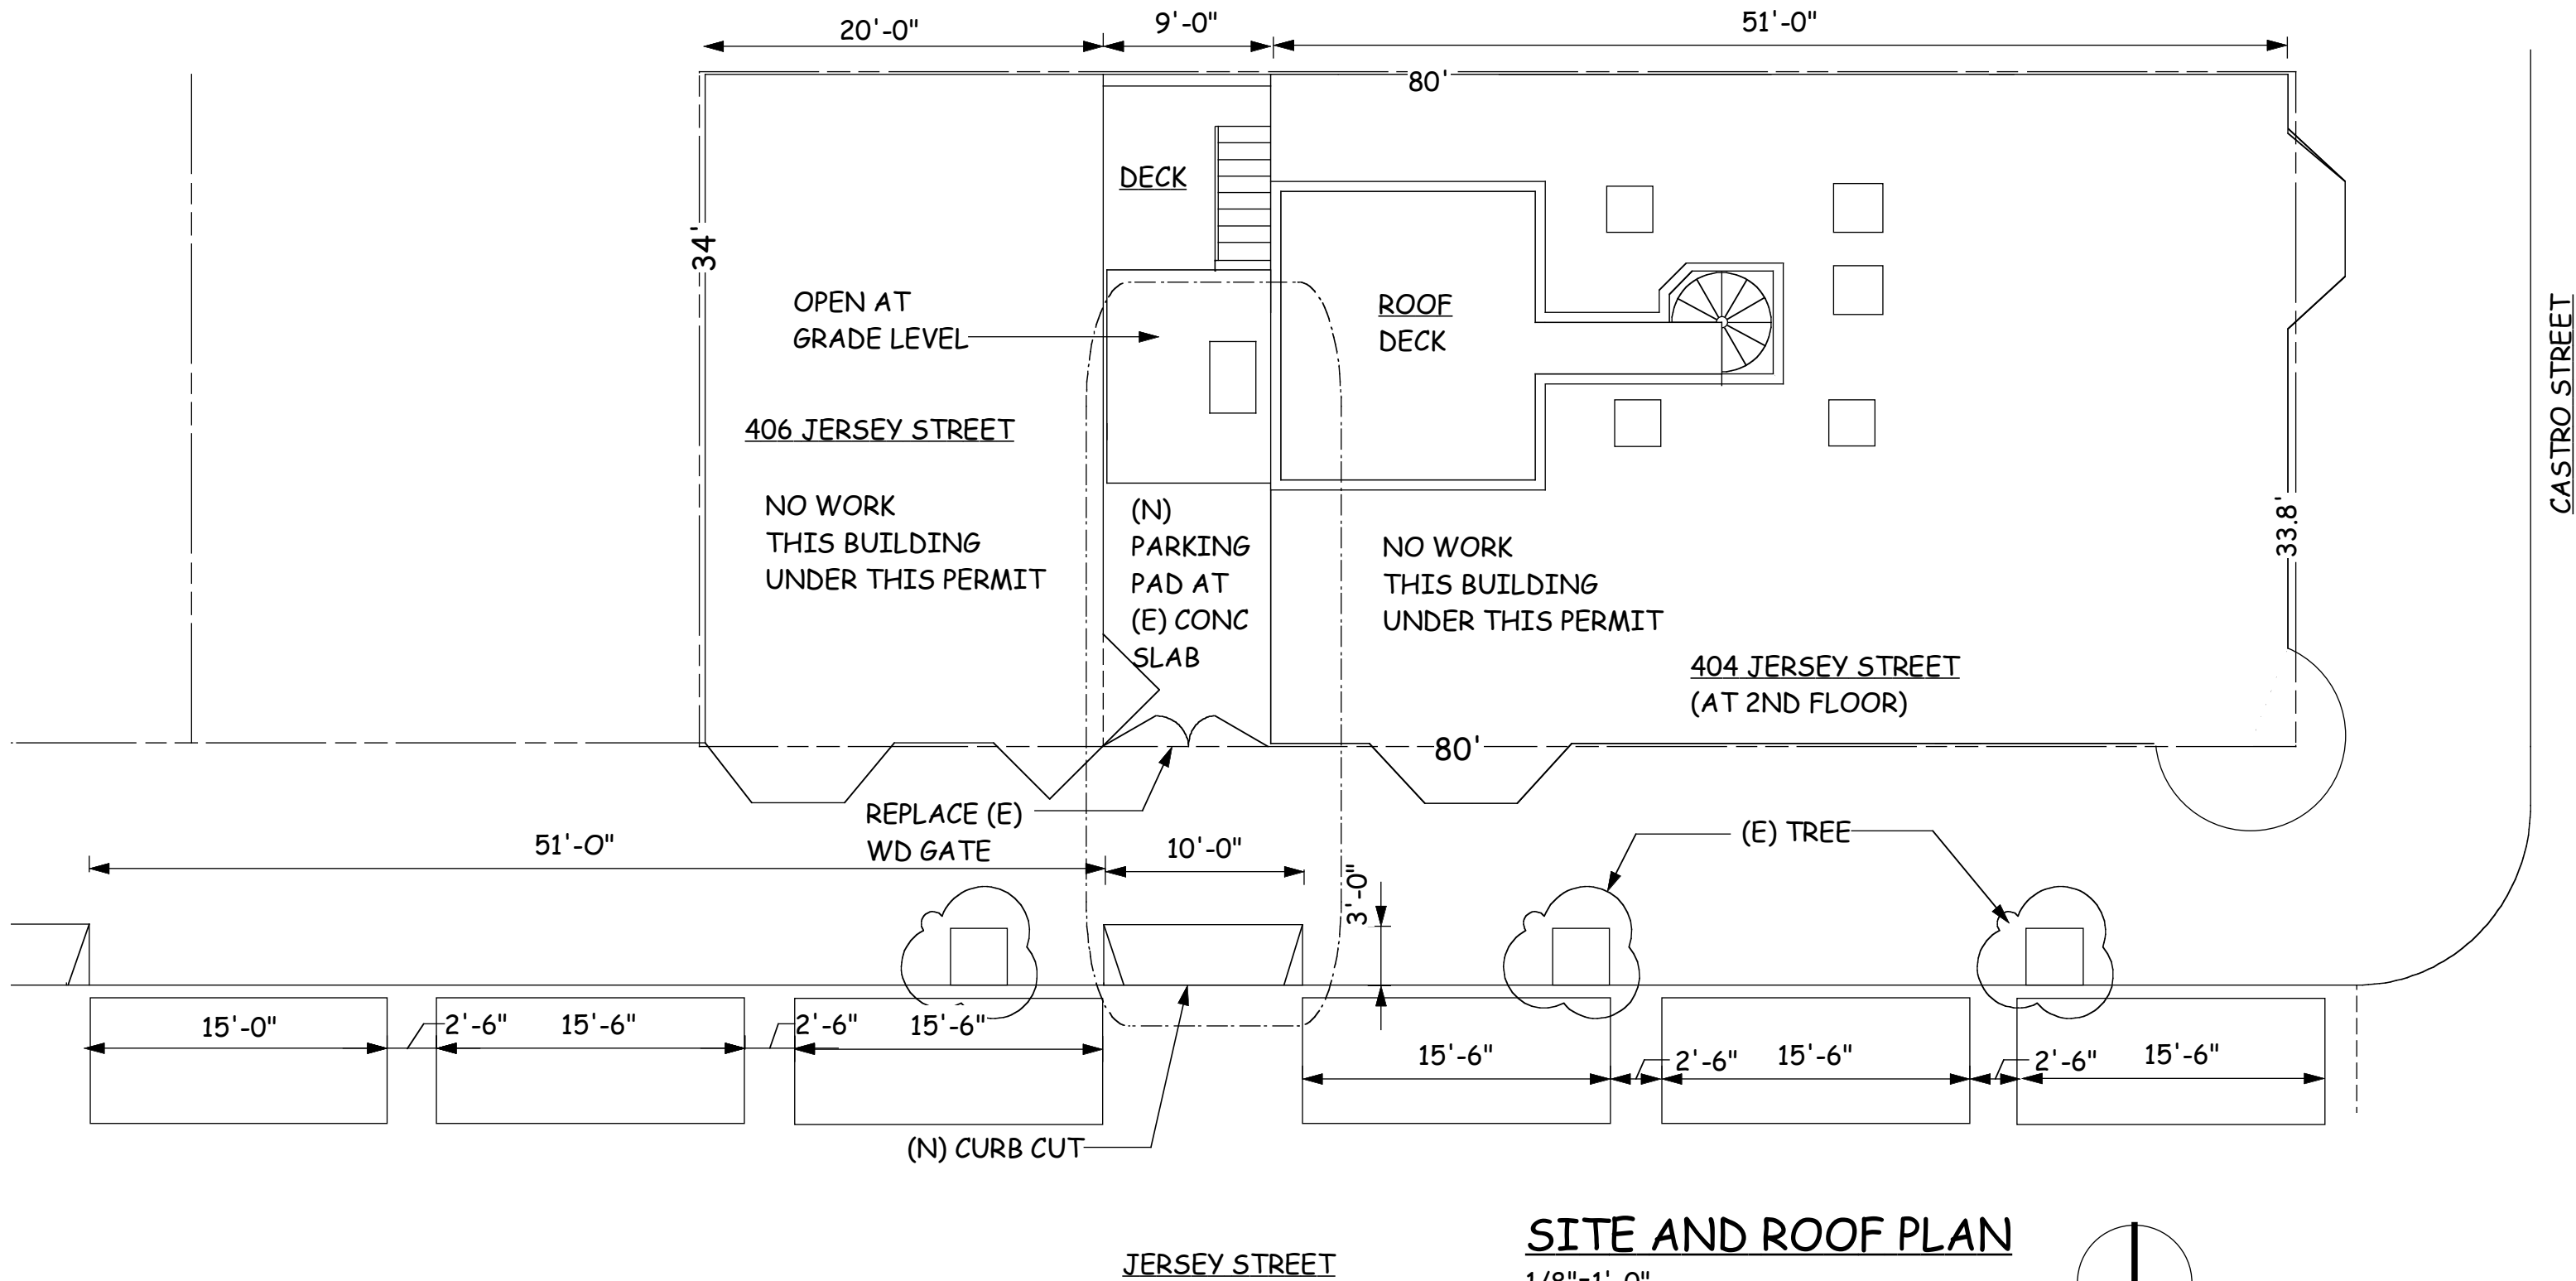 20'-0"
9'-0"
51'-0"
80'
DECK
34'
OPEN AT
GRADE LEVEL
ROOF
DECK
CASTRO STREET
406 JERSEY STREET
NO WORK
THIS BUILDING
UNDER THIS PERMIT
(N)
PARKING
PAD AT
(E) CONC
SLAB
NO WORK
THIS BUILDING
UNDER THIS PERMIT
33.8'
404 JERSEY STREET
(AT 2ND FLOOR)
80'
REPLACE (E)
WD GATE
51'-0"
10'-0"
3'-0"
(E) TREE
15'-0"
2'-6"
15'-6"
2'-6"
15'-6"
15'-6"
2'-6"
15'-6"
2'-6"
15'-6"
(N) CURB CUT
SITE AND ROOF PLAN
1/8"=1'-0"
JERSEY STREET